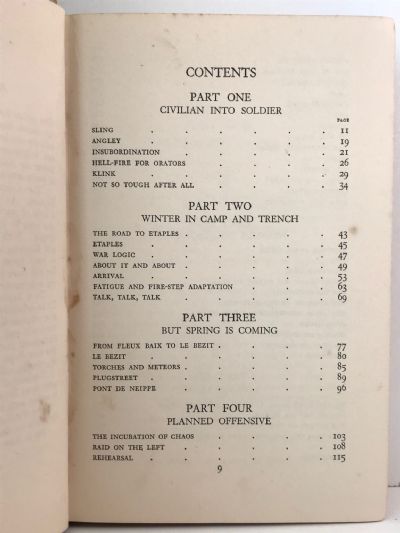 CONTENTS
PART ONE
CIVILIAN INTO SOLDIER
PAGE
SLING . . . . . . 11
ANGLEY . . . . . . 19
INSUBORDINATION . . . . . 21
HELL-FIRE FOR ORATORS . . . . 26
KLINK . . . . . . 29
NOT SO TOUGH AFTER ALL . . . . 34
PART TWO
WINTER IN CAMP AND TRENCH
THE ROAD TO ETAPLES . . . . . 43
ETAPLES . . . . . . 45
WAR LOGIC . . . . . . 47
ABOUT IT AND ABOUT . . . . . 49
ARRIVAL . . . . . . 53
FATIGUE AND FIRE-STEP ADAPTATION . . . 63
TALK, TALK, TALK . . . . . 69
PART THREE
BUT SPRING IS COMING
FROM FLEUX BAIX TO LE BEZIT . . . . 77
LE BEZIT . . . . . . 80
TORCHES AND METEORS . . . . . 85
PLUGSTREET . . . . . . 89
PONT DE NEIPPE . . . . . 96
PART FOUR
PLANNED OFFENSIVE
THE INCUBATION OF CHAOS . . . . 103
RAID ON THE LEFT . . . . . 108
REHEARSAL . . . . . . 115
9